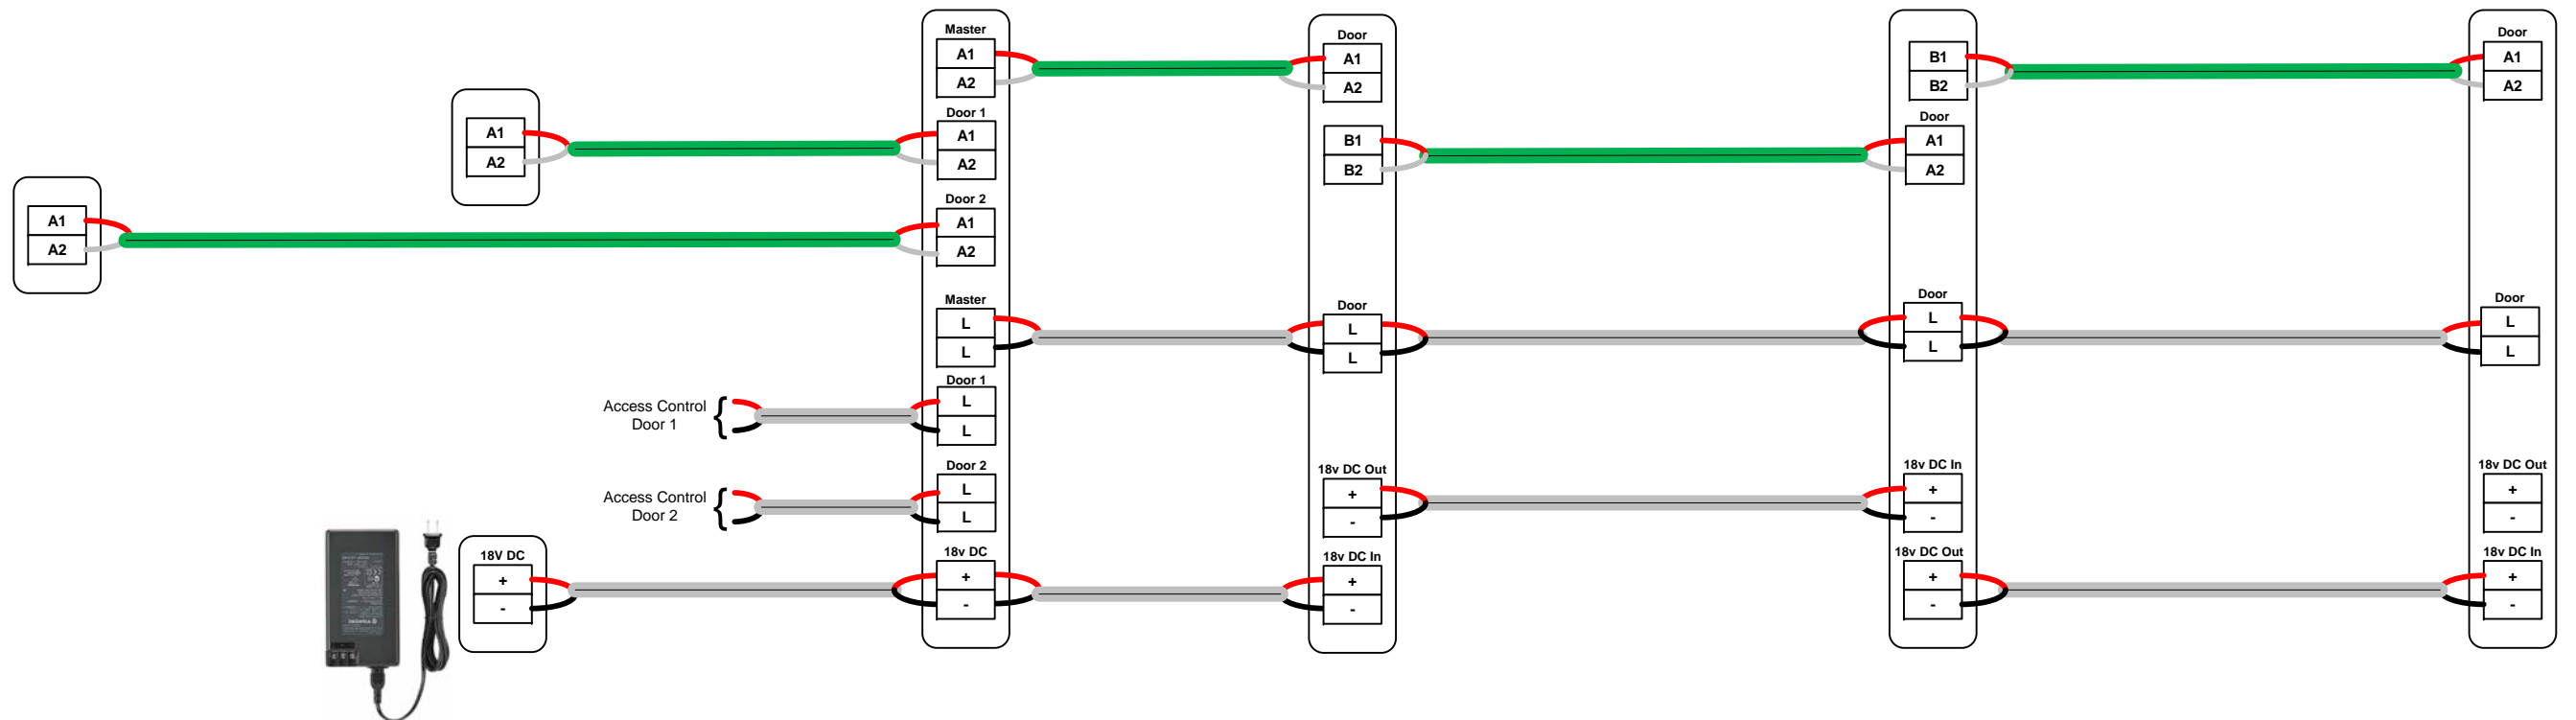 A1
A2
A1
A2
Master
A1
A2
Door 1
A1
A2
Door 2
A1
A2
Master
L
L
Door 1
L
L
Door 2
L
L
18v DC
+
-
Access Control
Door 1
Access Control
Door 2
18V DC
+
-
Door
A1
A2
B1
B2
Door
L
L
18v DC Out
+
-
18v DC In
+
-
B1
B2
Door
A1
A2
Door
L
L
18v DC In
+
-
18v DC Out
+
-
Door
A1
A2
Door
L
L
18v DC Out
+
-
18v DC In
+
-